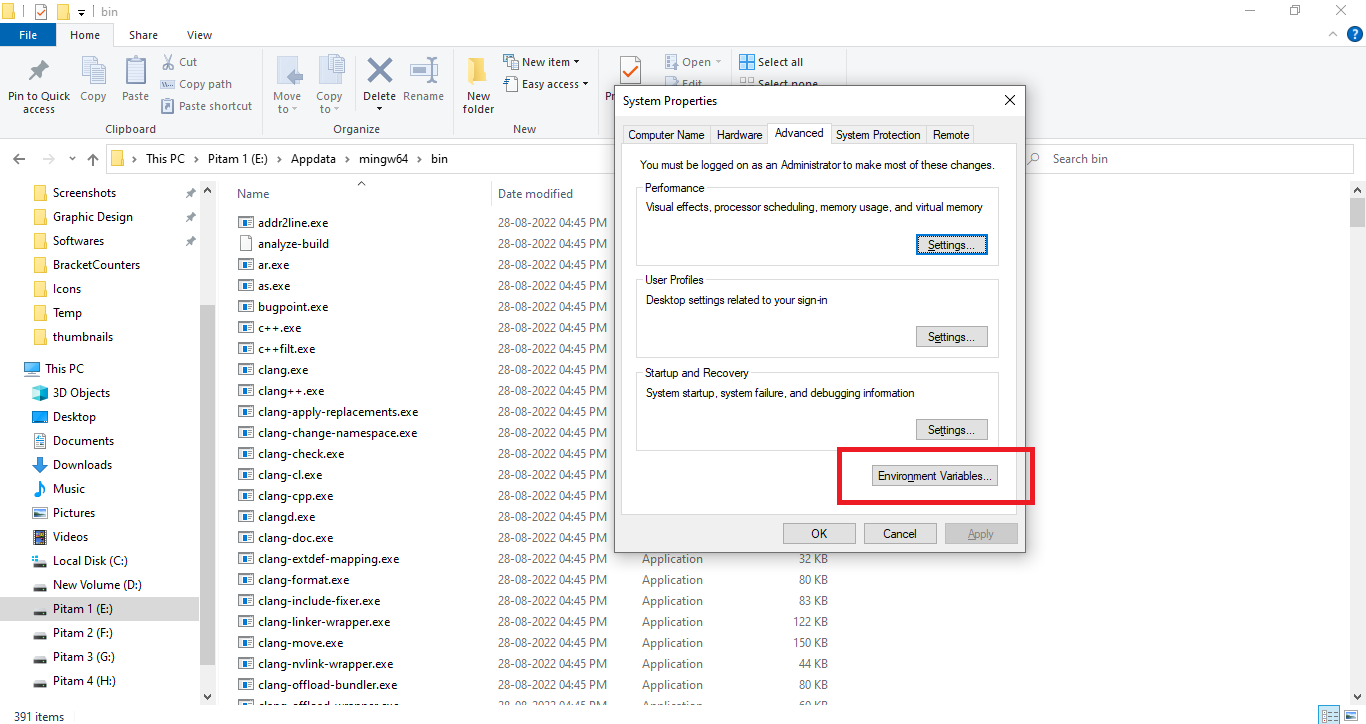 bin
File Home Share View
Pin to Quick access
Copy
Paste
Cut
Copy path
Paste shortcut
Clipboard
Move to
Copy to
Delete
Rename
Organize
New folder
New item
Easy access
New
Open
Edit
Select all
Select none
This PC > Pitam 1 (E:) > Appdata > mingw64 > bin
Search bin
Screenshots
Graphic Design
Softwares
BracketCounters
Icons
Temp
thumbnails
This PC
3D Objects
Desktop
Documents
Downloads
Music
Pictures
Videos
Local Disk (C:)
New Volume (D:)
Pitam 1 (E:)
Pitam 2 (F:)
Pitam 3 (G:)
Pitam 4 (H:)
Name Date modified
addr2line.exe 28-08-2022 04:45 PM
analyze-build 28-08-2022 04:45 PM
ar.exe 28-08-2022 04:45 PM
as.exe 28-08-2022 04:45 PM
bugpoint.exe 28-08-2022 04:45 PM
c++.exe 28-08-2022 04:45 PM
c++filt.exe 28-08-2022 04:45 PM
clang.exe 28-08-2022 04:45 PM
clang++.exe 28-08-2022 04:45 PM
clang-apply-replacements.exe 28-08-2022 04:45 PM
clang-change-namespace.exe 28-08-2022 04:45 PM
clang-check.exe 28-08-2022 04:45 PM
clang-cl.exe 28-08-2022 04:45 PM
clang-cpp.exe 28-08-2022 04:45 PM
clangd.exe 28-08-2022 04:45 PM
clang-doc.exe 28-08-2022 04:45 PM
clang-extdef-mapping.exe 28-08-2022 04:45 PM Application 32 KB
clang-format.exe 28-08-2022 04:45 PM Application 80 KB
clang-include-fixer.exe 28-08-2022 04:45 PM Application 83 KB
clang-linker-wrapper.exe 28-08-2022 04:45 PM Application 122 KB
clang-move.exe 28-08-2022 04:45 PM Application 150 KB
clang-nvlink-wrapper.exe 28-08-2022 04:45 PM Application 44 KB
clang-offload-bundler.exe 28-08-2022 04:45 PM Application 80 KB
System Properties
Computer Name Hardware Advanced System Protection Remote
You must be logged on as an Administrator to make most of these changes.
Performance
Visual effects, processor scheduling, memory usage, and virtual memory
Settings...
User Profiles
Desktop settings related to your sign-in
Settings...
Startup and Recovery
System startup, system failure, and debugging information
Settings...
Environment Variables...
OK Cancel Apply
391 items